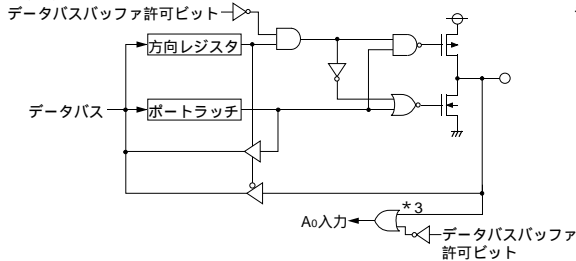 データバスバッファ許可ビット
方向レジスタ
データバス
ポートラッチ
*3
A0入力
データバスバッファ
許可ビット